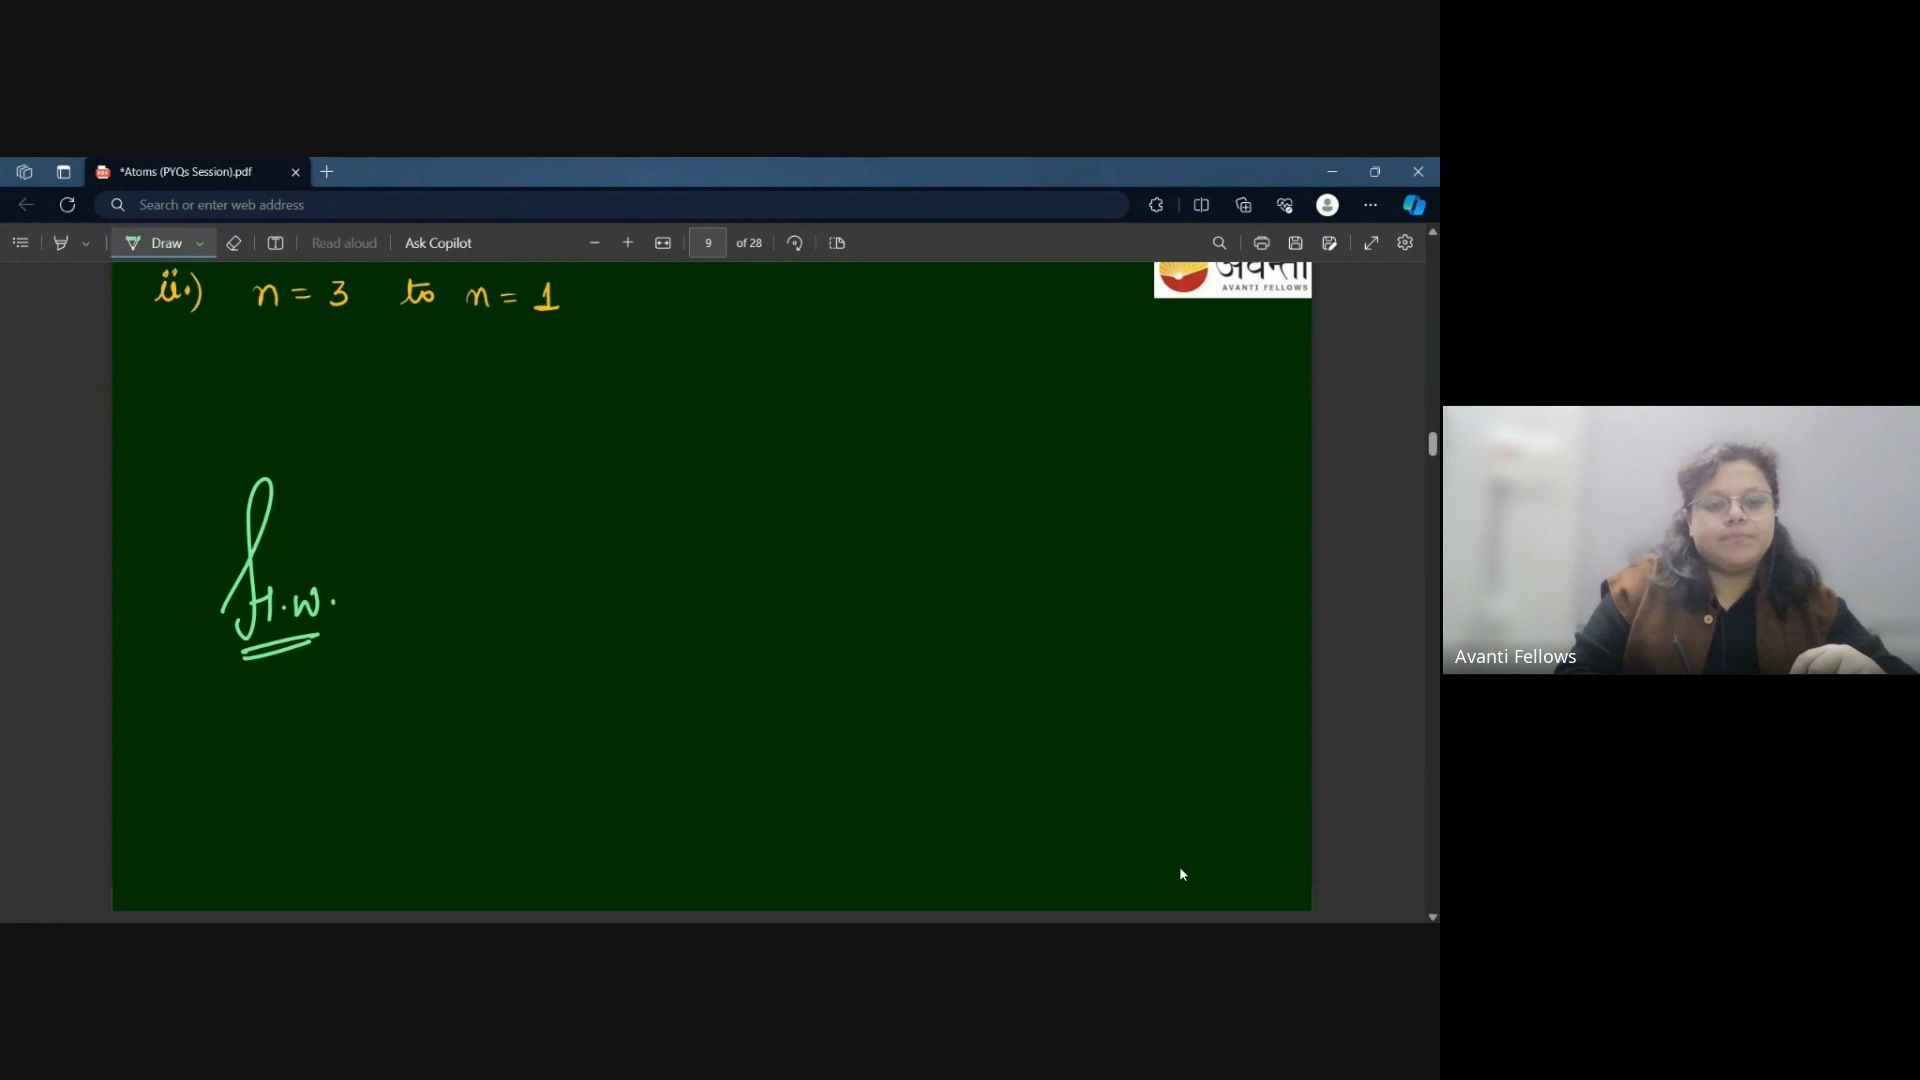 *Atoms (PYQs Session).pdf
Search or enter web address
Draw
Read aloud
Ask Copilot
9 of 28
ii.) n = 3 to n = 1
अवन्ती
AVANTI FELLOWS
H.W.
Avanti Fellows